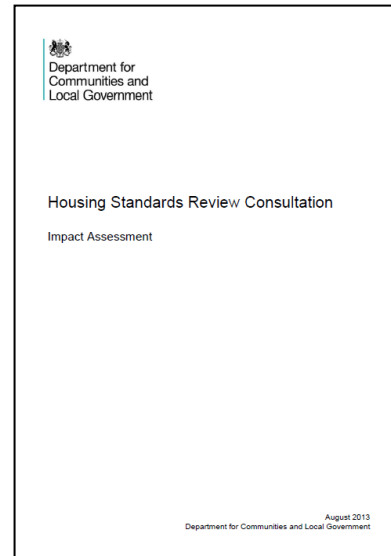 Department for
Communities and
Local Government
Housing Standards Review Consultation
Impact Assessment
August 2013
Department for Communities and Local Government